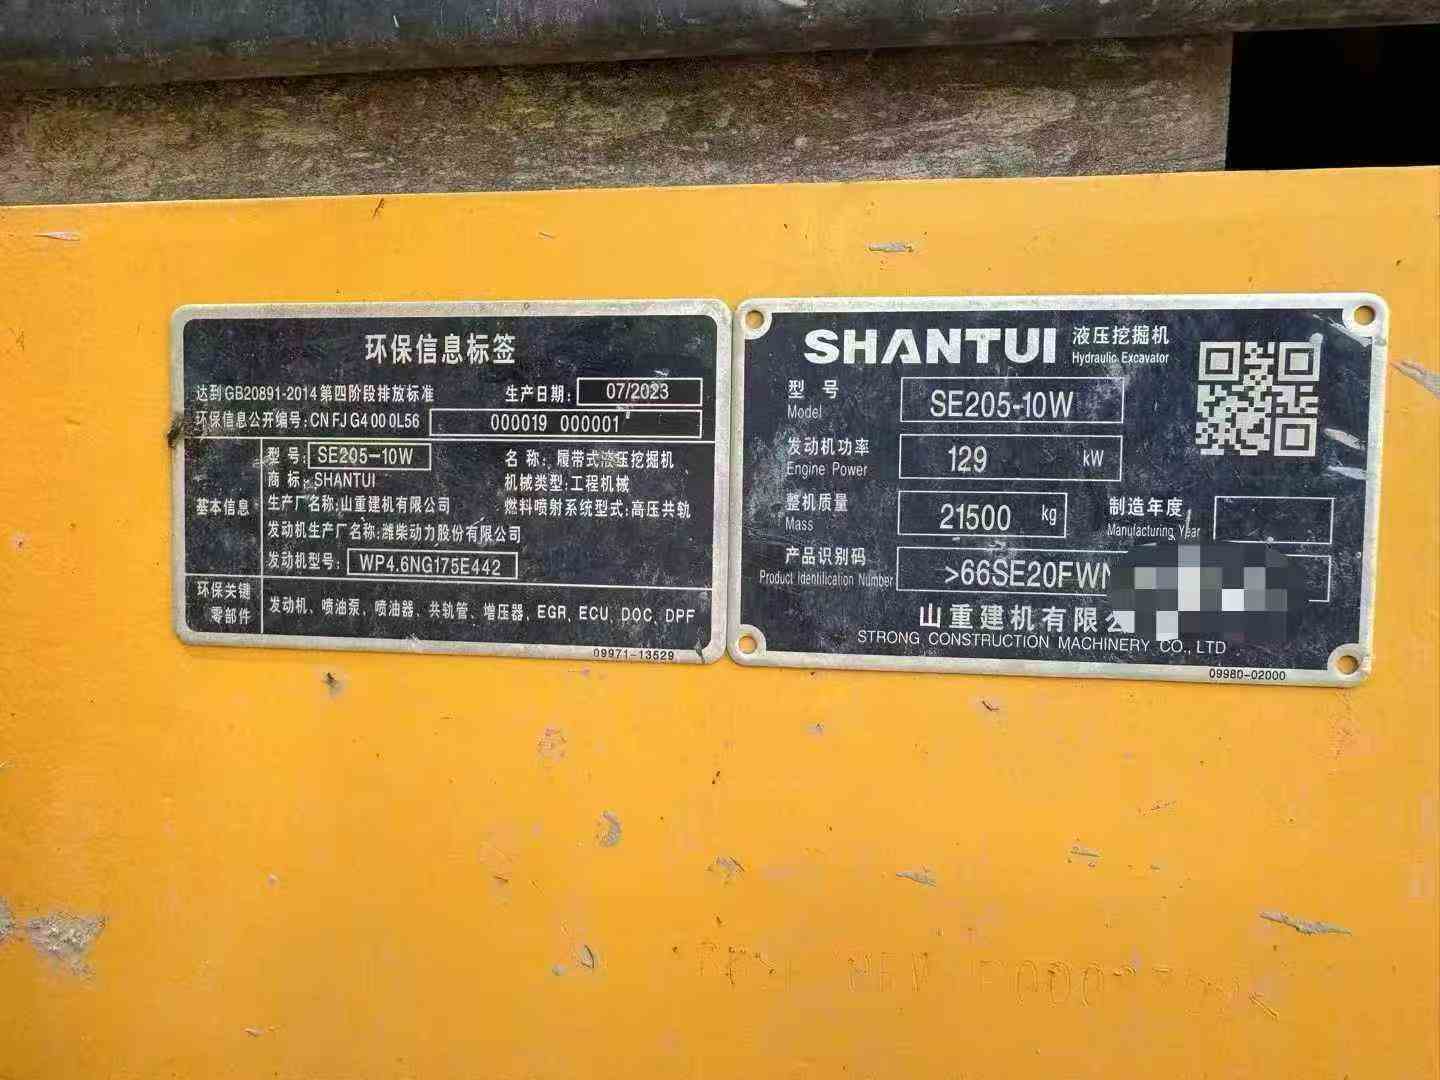 环保信息标签
达到GB20891-2014第四阶段排放标准 生产日期: 07/2023
环保信息公开编号:CN FJ G4 00 0L56 000019 000001
基本信息
型 号: SE205-10W 名 称: 履带式液压挖掘机
商 标: SHANTUI 机械类型:工程机械
生产厂名称:山重建机有限公司 燃料喷射系统型式:高压共轨
发动机生产厂名称:潍柴动力股份有限公司
发动机型号: WP4.6NG175E442
环保关键
零部件
发动机、喷油泵、喷油器、共轨管、增压器、EGR、ECU、DOC、DPF
09971-13529
SHANTUI 液压挖掘机
Hydraulic Excavator
型 号 SE205-10W
Model
发动机功率 129 kW
Engine Power
整机质量 21500 kg 制造年度
Mass Manufacturing Year
产品识别码 >66SE20FWN
Product Identification Number
山重建机有限公
STRONG CONSTRUCTION MACHINERY CO., LTD
09980-02000